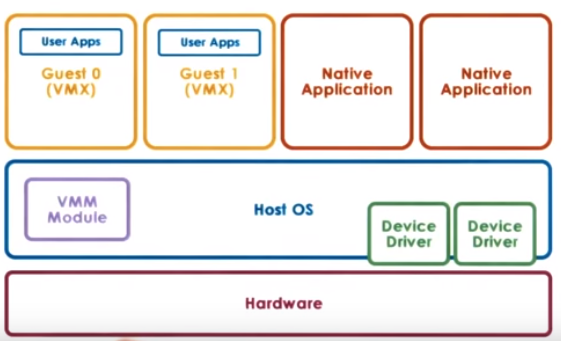 User Apps
Guest 0
(VMX)
User Apps
Guest 1
(VMX)
Native
Application
Native
Application
VMM
Module
Host OS
Device
Driver
Device
Driver
Hardware